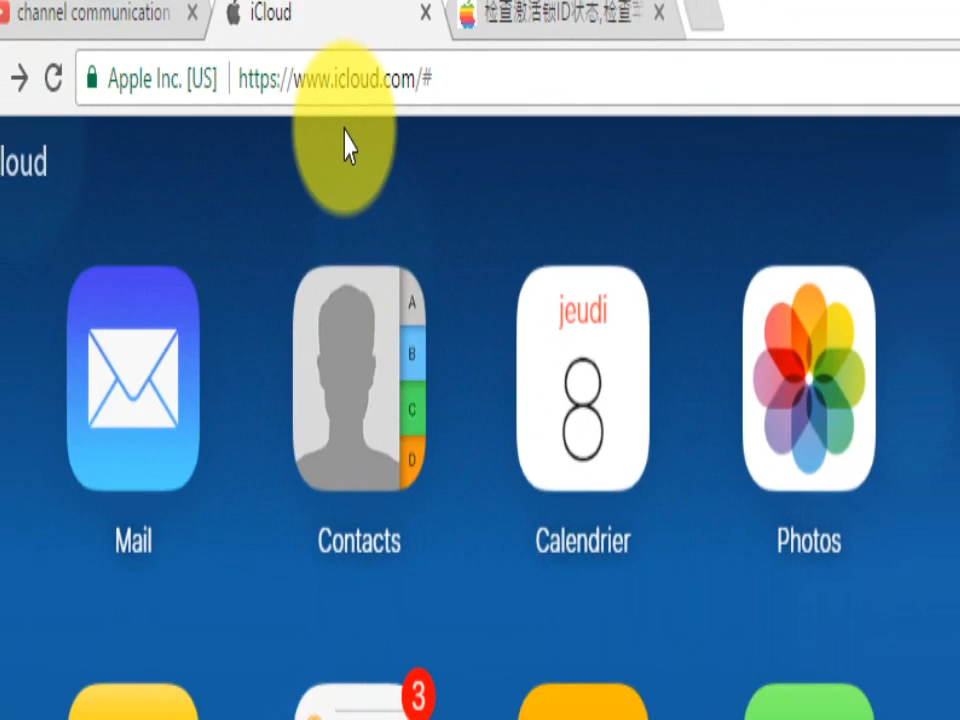 channel communication
iCloud
检查激活锁ID状态,检查
Apple Inc. [US]
https://www.icloud.com/#
loud
A
B
C
D
jeudi
8
Mail
Contacts
Calendrier
Photos
3